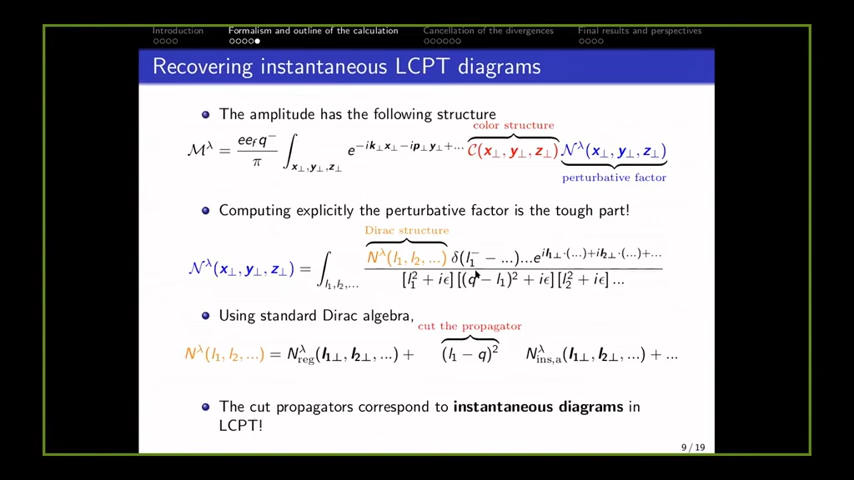 Introduction Formalism and outline of the calculation Cancellation of the divergences Final results and perspectives
Recovering instantaneous LCPT diagrams
The amplitude has the following structure
color structure
𝓜^λ = ee_f q^- / π ∫_{x⊥,y⊥,z⊥} e^{-ik⊥x⊥-ip⊥y⊥+...} C(x⊥, y⊥, z⊥) 𝒩^λ(x⊥, y⊥, z⊥)
perturbative factor
Computing explicitly the perturbative factor is the tough part!
Dirac structure
𝒩^λ(x⊥, y⊥, z⊥) = ∫_{l₁,l₂,...} N^λ(l₁, l₂, ...) δ(l₁^- − ...)...e^{il₁⊥·(...)+il₂⊥·(...)+...} / [l₁² + iε] [(q − l₁)² + iε] [l₂² + iε] ...
Using standard Dirac algebra,
cut the propagator
N^λ(l₁, l₂, ...) = N^λ_reg(l₁⊥, l₂⊥, ...) + (l₁ − q)² N^λ_ins,a(l₁⊥, l₂⊥, ...) + ...
The cut propagators correspond to instantaneous diagrams in
LCPT!
9 / 19